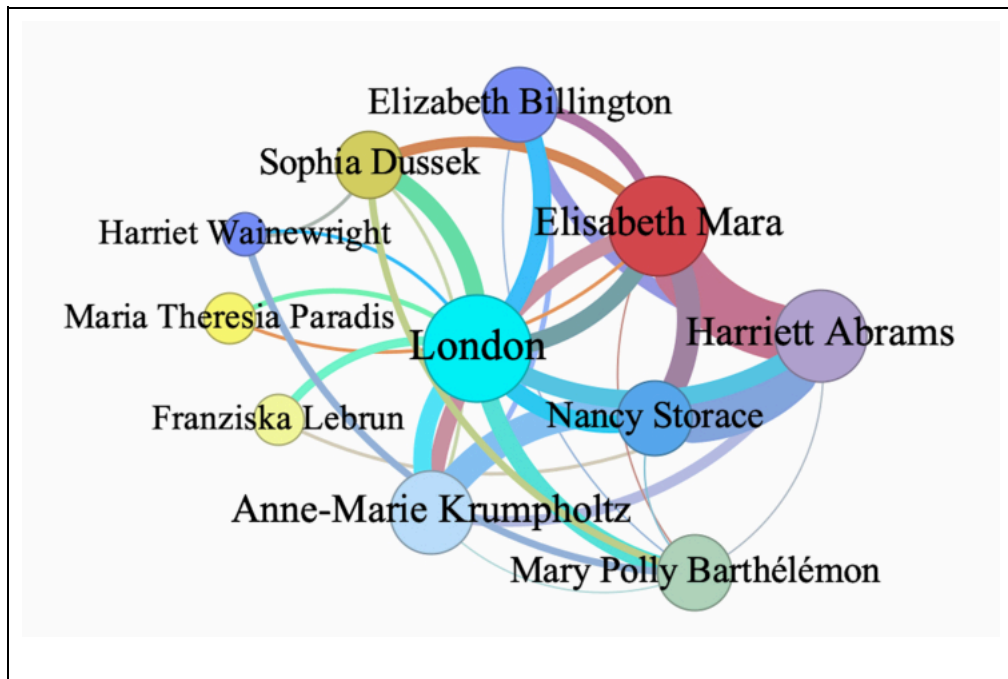 Elizabeth Billington
Sophia Dussek
Elisabeth Mara
Harriet Wainewright
Maria Theresia Paradis
London
Harriett Abrams
Franziska Lebrun
Nancy Storace
Anne-Marie Krumpholtz
Mary Polly Barthélémon